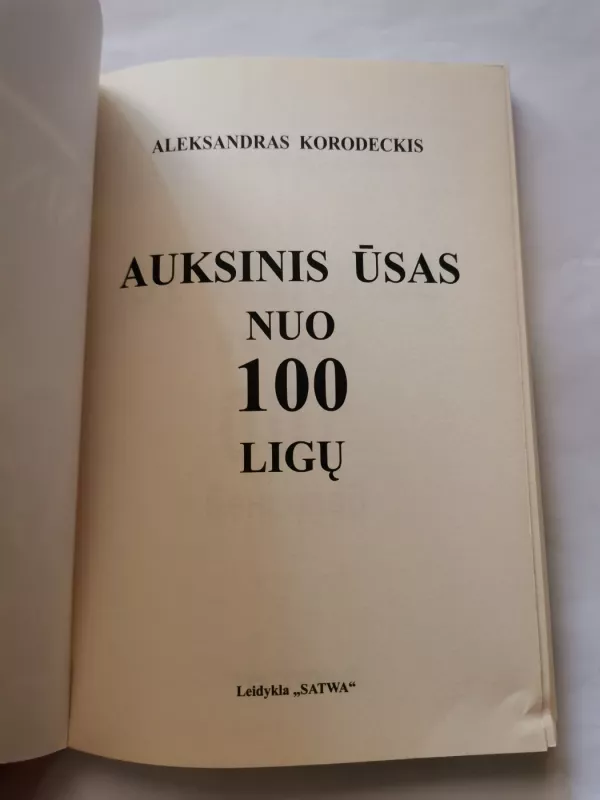 ALEKSANDRAS KORODECKIS
AUKSINIS ŪSAS
NUO
100
LIGŲ
Leidykla „SATWA“